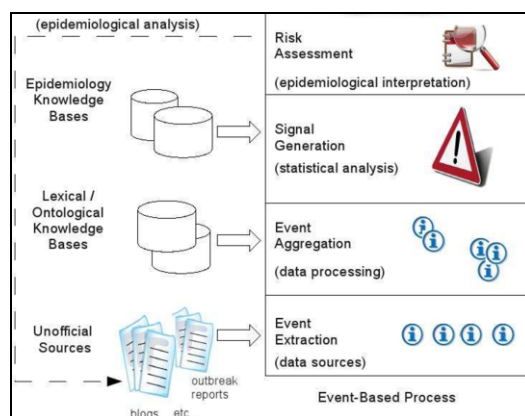 (epidemiological analysis)
Risk
Assessment
(epidemiological interpretation)
Epidemiology
Knowledge
Bases
Signal
Generation
(statistical analysis)
Lexical /
Ontological
Knowledge
Bases
Event
Aggregation
(data processing)
Unofficial
Sources
outbreak
reports
blogs etc
Event
Extraction
(data sources)
Event-Based Process